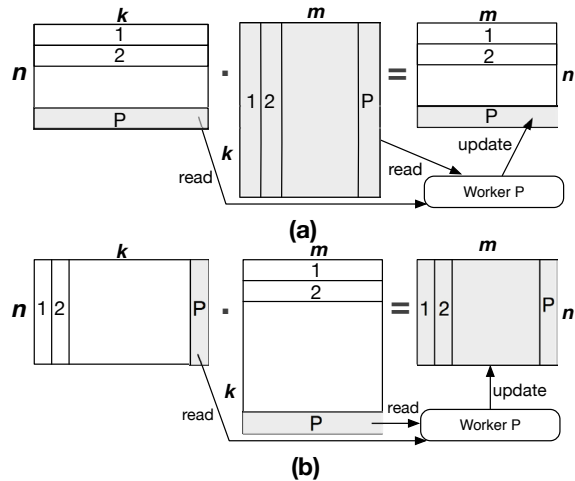 k
m
m
1
1
2
2
n
·
=
n
1 2
P
P
P
update
k
read
read
Worker P
(a)
k
m
m
1
2
n
1 2
P
·
=
1 2
P
n
k
update
read
P
read
Worker P
(b)